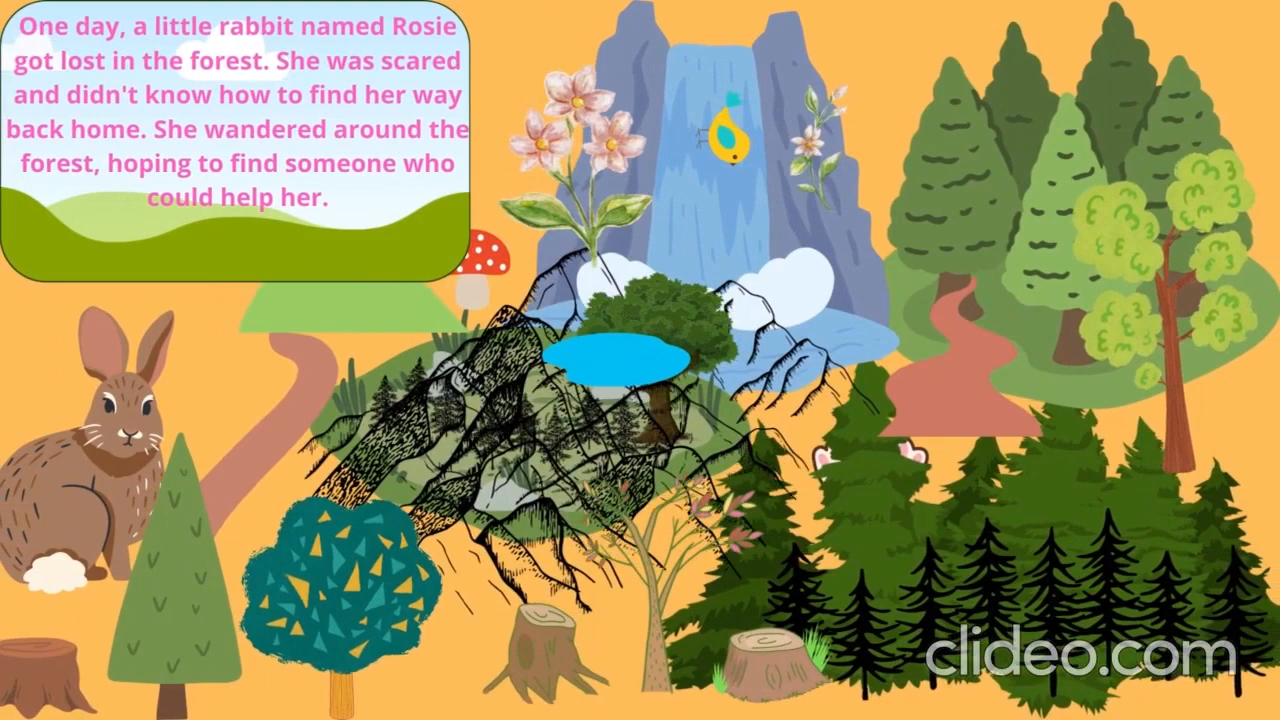 One day, a little rabbit named Rosie
got lost in the forest. She was scared
and didn't know how to find her way
back home. She wandered around the
forest, hoping to find someone who
could help her.
clideo.com